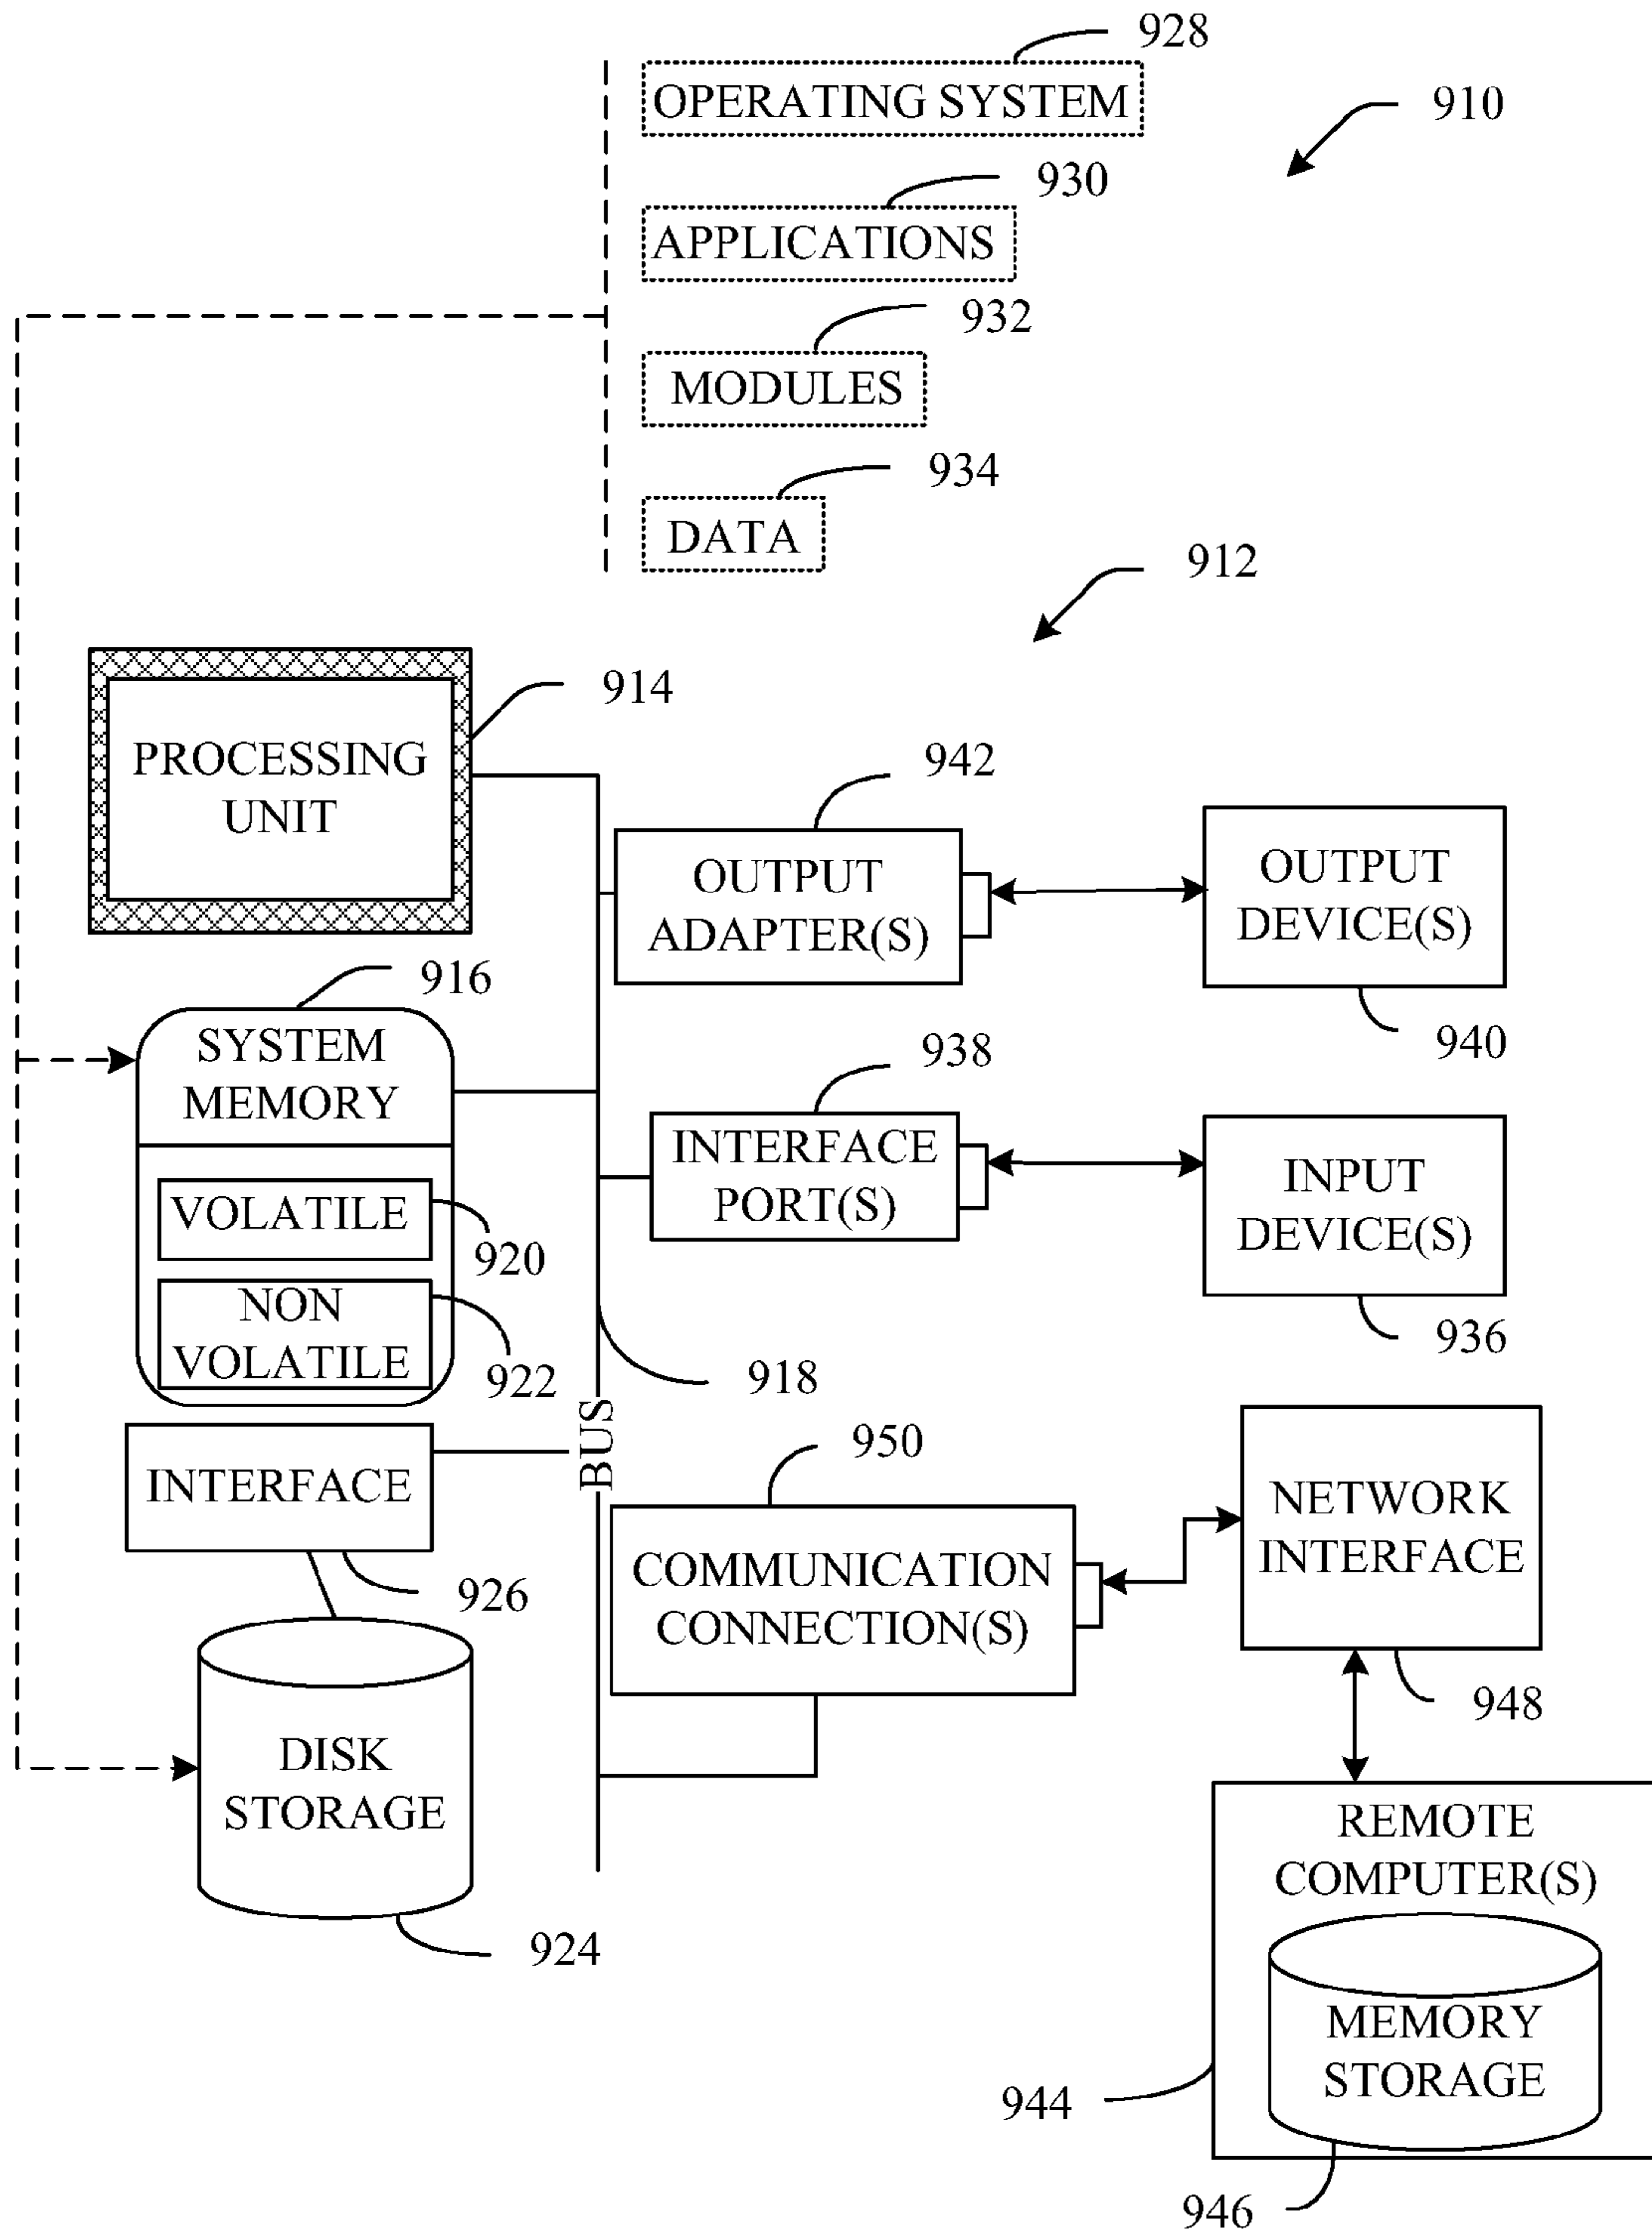 928
OPERATING SYSTEM
910
930
APPLICATIONS
932
MODULES
934
DATA
912
914
PROCESSING
UNIT
942
OUTPUT
ADAPTER(S)
OUTPUT
DEVICE(S)
940
916
SYSTEM
MEMORY
938
INTERFACE
PORT(S)
INPUT
DEVICE(S)
936
VOLATILE
920
NON
VOLATILE
922
918
BUS
950
INTERFACE
926
COMMUNICATION
CONNECTION(S)
NETWORK
INTERFACE
948
DISK
STORAGE
924
REMOTE
COMPUTER(S)
MEMORY
STORAGE
944
946